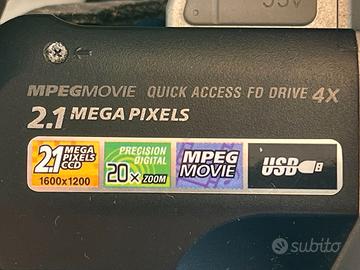 MPEGMOVIE QUICK ACCESS FD DRIVE 4X
2.1 MEGA PIXELS
2.1 MEGA PIXELS CCD
1600x1200
PRECISION DIGITAL
20x ZOOM
MPEG MOVIE
USB
subito